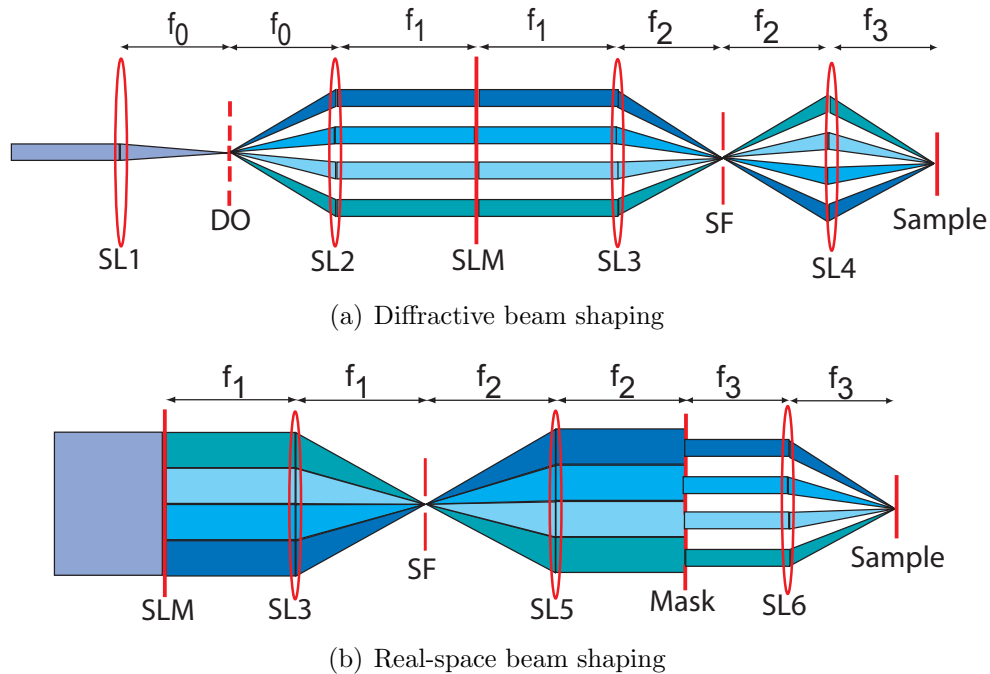 f0 f0 f1 f1 f2 f2 f3
DO
SF
Sample
SL1 SL2 SLM SL3 SL4
(a) Diffractive beam shaping
f1 f1 f2 f2 f3 f3
SF
Sample
SLM SL3 SL5 Mask SL6
(b) Real-space beam shaping